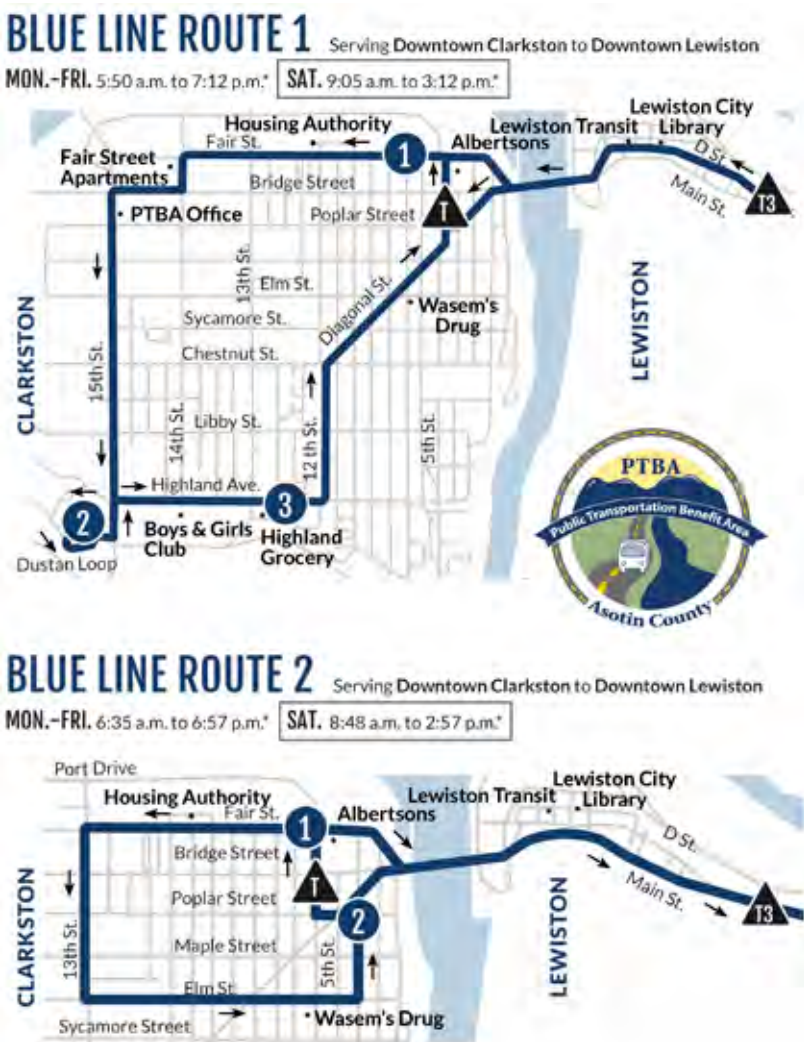 BLUE LINE ROUTE 1 Serving Downtown Clarkston to Downtown Lewiston
MON.-FRI. 5:50 a.m. to 7:12 p.m.* SAT. 9:05 a.m. to 3:12 p.m.*
Lewiston City
Library
Housing Authority
Lewiston Transit
Albertsons
Fair St.
1
D St.
Fair Street
Apartments
Bridge Street
Main St.
T3
PTBA Office
Poplar Street
T
13th St.
Elm St.
Diagonal St.
Wasem's
Drug
Sycamore St.
Chestnut St.
CLARKSTON
LEWISTON
15th St.
14th St.
Libby St.
12 th St.
5th St.
Highland Ave.
2
3
Boys & Girls
Club
Highland
Grocery
Dustan Loop
PTBA
Public Transportation Benefit Area
Asotin County
BLUE LINE ROUTE 2 Serving Downtown Clarkston to Downtown Lewiston
MON.-FRI. 6:35 a.m. to 6:57 p.m.* SAT. 8:48 a.m. to 2:57 p.m.*
Port Drive
Lewiston City
Library
Housing Authority
Lewiston Transit
Albertsons
Fair St.
1
D St.
Bridge Street
T
Main St.
T3
Poplar Street
2
CLARKSTON
LEWISTON
13th St.
Maple Street
5th St.
Elm St.
Sycamore Street
Wasem's Drug